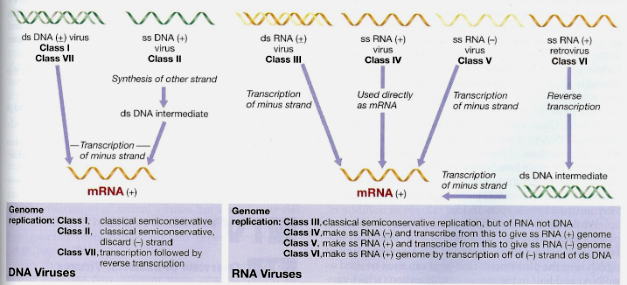 ds DNA (±) virus
Class I
Class VII
ss DNA (+)
virus
Class II
Synthesis of other strand
ds DNA intermediate
Transcription
of minus strand
mRNA (+)
ds RNA (±)
virus
Class III
ss RNA (+)
virus
Class IV
ss RNA (–)
virus
Class V
ss RNA (+)
retrovirus
Class VI
Transcription
of minus strand
Used directly
as mRNA
Transcription
of minus strand
Reverse
transcription
Transcription
of minus strand
ds DNA intermediate
mRNA (+)
Genome
replication: Class I, classical semiconservative
Class II, classical semiconservative,
discard (–) strand
Class VII, transcription followed by
reverse transcription
DNA Viruses
Genome
replication: Class III, classical semiconservative replication, but of RNA not DNA
Class IV, make ss RNA (–) and transcribe from this to give ss RNA (+) genome
Class V, make ss RNA (+) and transcribe from this to give ss RNA (–) genome
Class VI, make ss RNA (+) genome by transcription off of (–) strand of ds DNA
RNA Viruses